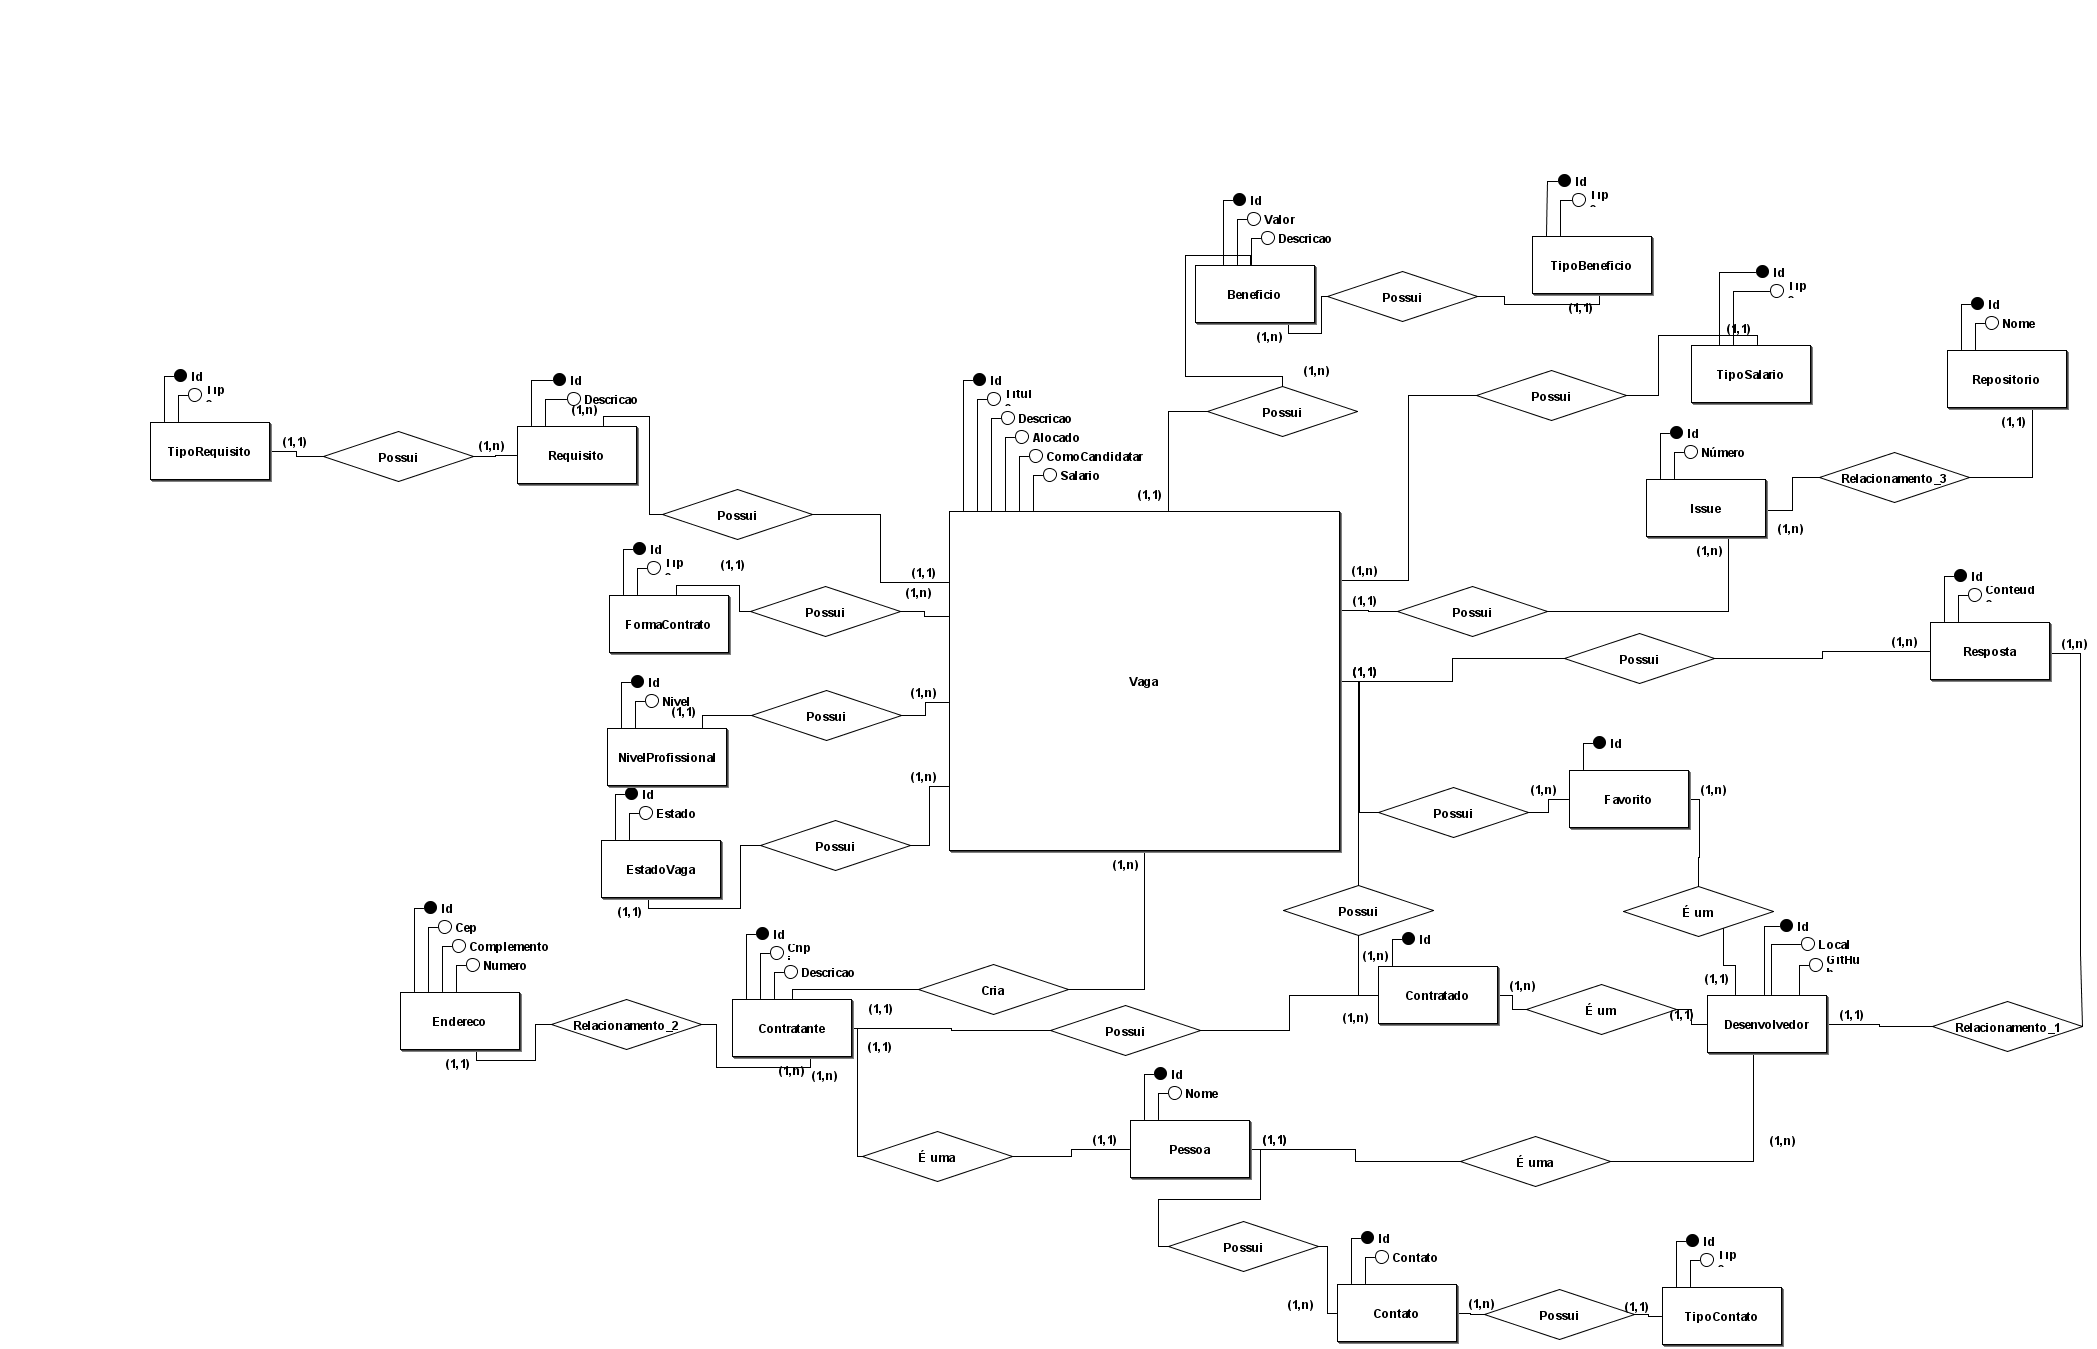 Id
Tip
Id
Valor
Descricao
TipoBeneficio
Beneficio
Possui
(1,1)
(1,n)
Id
Tip
(1,1)
TipoSalario
Possui
Id
Nome
Repositorio
(1,1)
Id
Tip
TipoRequisito
(1,1)
Possui
(1,n)
Id
Descricao
(1,n)
Requisito
Possui
(1,1)
Id
Titul
Descricao
Alocado
ComoCandidatar
Salario
(1,n)
Possui
(1,1)
Id
Número
Issue
Relacionamento_3
(1,n)
(1,n)
Id
Tip
(1,1)
FormaContrato
Possui
(1,n)
Vaga
(1,n)
(1,1)
Possui
(1,1)
Possui
(1,n)
Id
Conteud
Resposta
(1,n)
Id
Nivel
(1,1)
NivelProfissional
Possui
(1,n)
Id
Estado
EstadoVaga
(1,1)
Possui
(1,n)
(1,n)
Id
Favorito
Possui
(1,n)
(1,n)
Possui
É um
(1,1)
Id
Cep
Complemento
Numero
Endereco
(1,1)
Relacionamento_2
(1,n)
(1,n)
Id
Cnp
Descricao
Contratante
(1,1)
(1,1)
Cria
Possui
(1,n)
(1,n)
Id
Contratado
(1,n)
É um
(1,1)
Id
Local
GitHu
Desenvolvedor
(1,1)
Relacionamento_1
Id
Nome
Pessoa
É uma
(1,1)
(1,1)
É uma
(1,n)
Possui
(1,n)
Id
Contato
Contato
(1,n)
Possui
(1,1)
Id
Tip
TipoContato